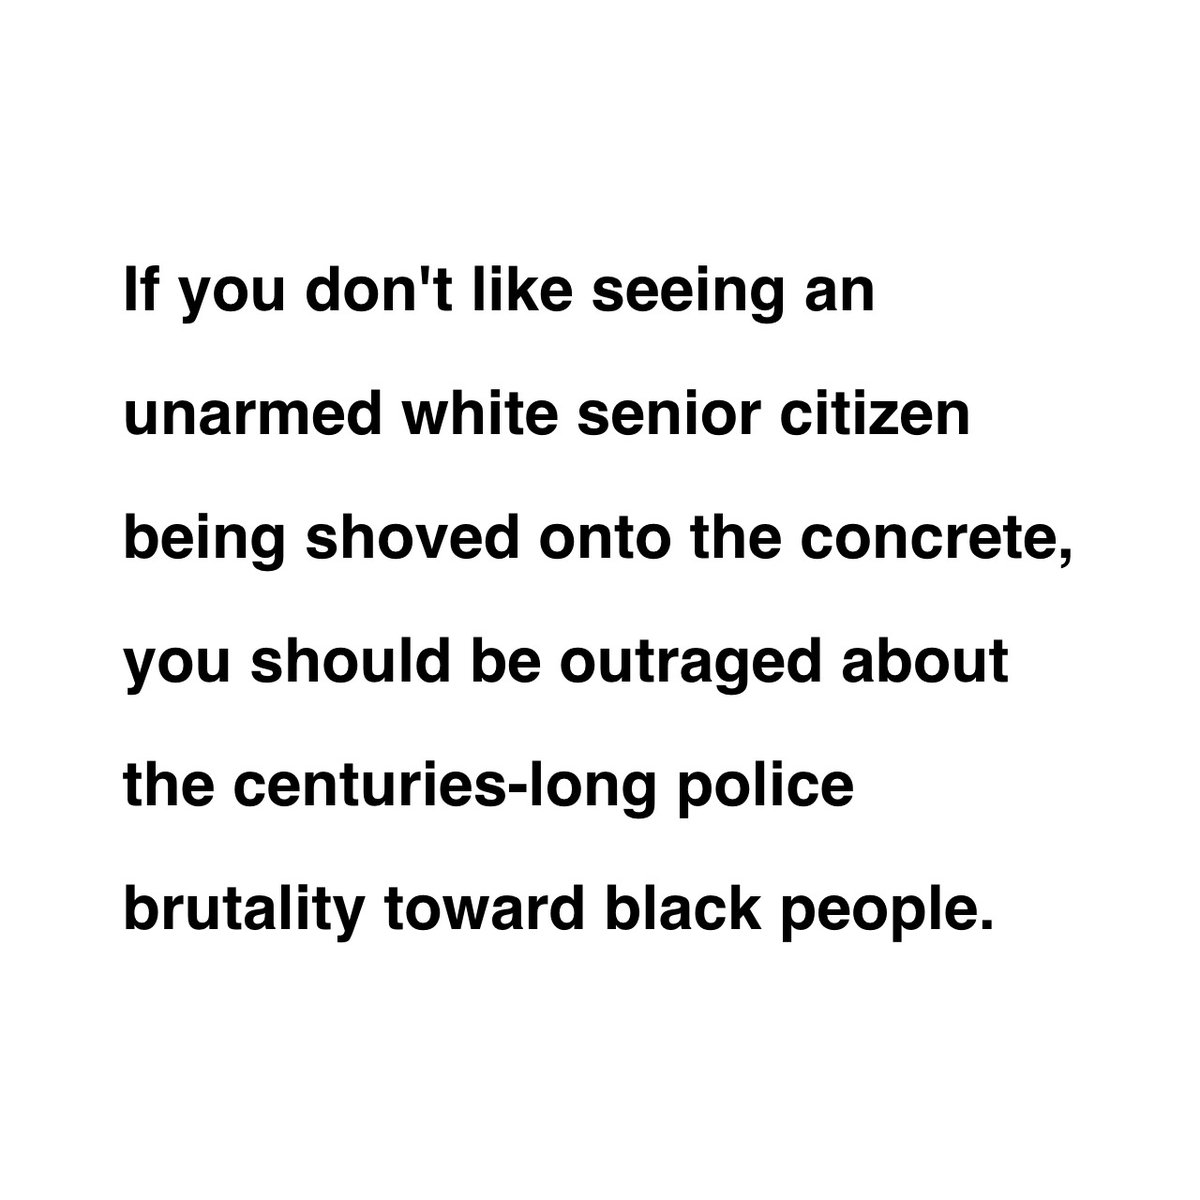 If you don't like seeing an
unarmed white senior citizen
being shoved onto the concrete,
you should be outraged about
the centuries-long police
brutality toward black people.